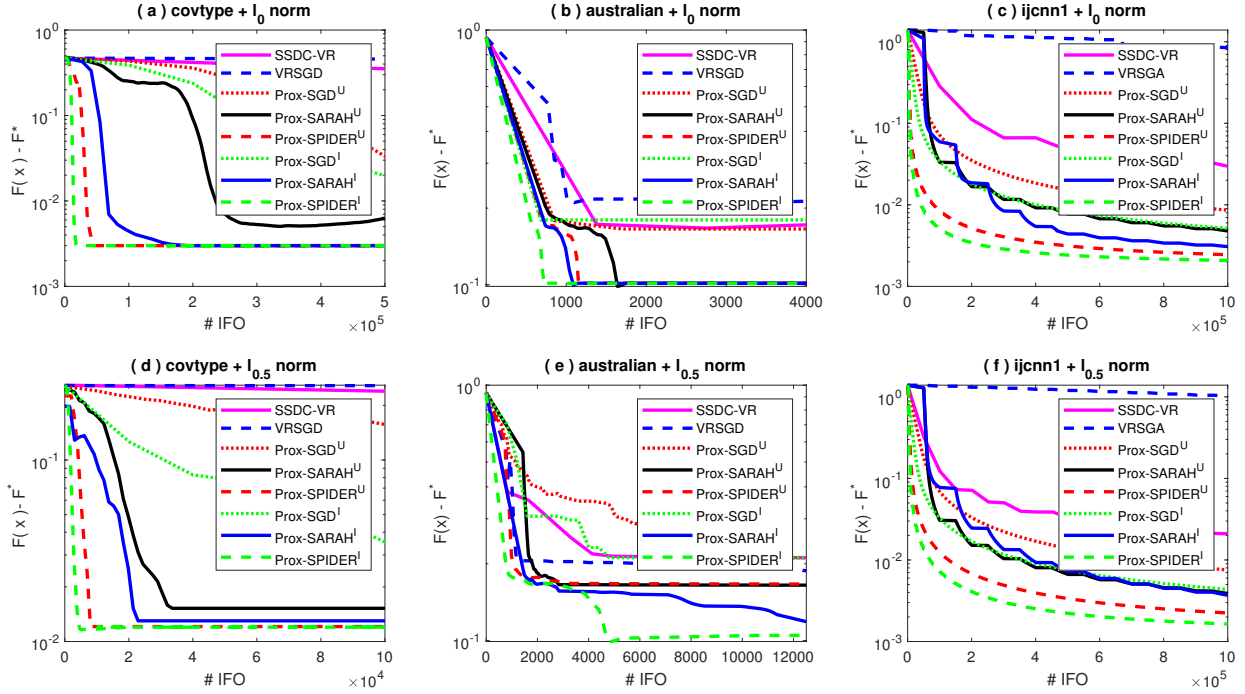 ( a ) covtype + l0 norm
10^0
10^-1
10^-2
10^-3
F( x ) - F*
0 1 2 3 4 5
# IFO
×10^5
SSDC-VR
VRSGD
Prox-SGD^U
Prox-SARAH^U
Prox-SPIDER^U
Prox-SGD^I
Prox-SARAH^I
Prox-SPIDER^I
( b ) australian + l0 norm
10^0
10^-1
F(x) - F^*
0 1000 2000 3000 4000
# IFO
SSDC-VR
VRSGD
Prox-SGD^U
Prox-SARAH^U
Prox-SPIDER^U
Prox-SGD^I
Prox-SARAH^I
Prox-SPIDER^I
( c ) ijcnn1 + l0 norm
10^0
10^-1
10^-2
10^-3
F(x) - F^*
0 2 4 6 8 10
# IFO
×10^5
SSDC-VR
VRSGA
Prox-SGD^U
Prox-SARAH^U
Prox-SPIDER^U
Prox-SGD^I
Prox-SARAH^I
Prox-SPIDER^I
( d ) covtype + l0.5 norm
10^-1
10^-2
F( x ) - F^*
0 2 4 6 8 10
# IFO
×10^4
SSDC-VR
VRSGD
Prox-SGD^U
Prox-SARAH^U
Prox-SPIDER^U
Prox-SGD^I
Prox-SARAH^I
Prox-SPIDER^I
( e ) australian + l0.5 norm
10^0
10^-1
F(x) - F^*
0 2000 4000 6000 8000 10000 12000
# IFO
SSDC-VR
VRSGD
Prox-SGD^U
Prox-SARAH^U
Prox-SPIDER^U
Prox-SGD^I
Prox-SARAH^I
Prox-SPIDER^I
( f ) ijcnn1 + l0.5 norm
10^0
10^-1
10^-2
10^-3
F(x) - F^*
0 2 4 6 8 10
# IFO
×10^5
SSDC-VR
VRSGA
Prox-SGD^U
Prox-SARAH^U
Prox-SPIDER^U
Prox-SGD^I
Prox-SARAH^I
Prox-SPIDER^I